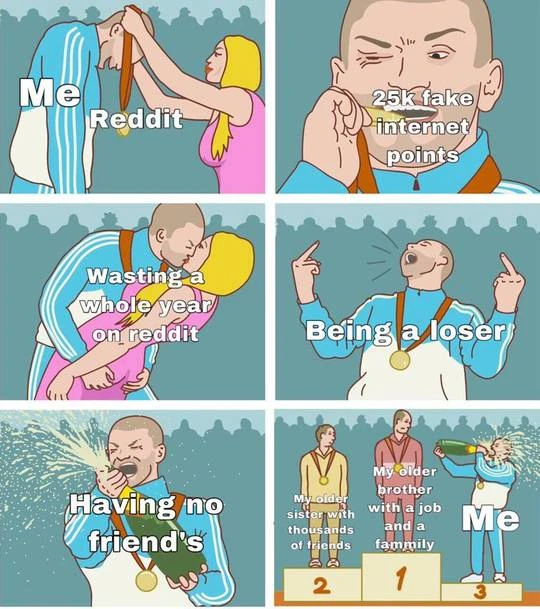 Me
Reddit
25k fake
internet
points
Wasting a
whole year
on reddit
Being a loser
Having no
friend's
My older
sister with
thousands
of friends
My older
brother
with a job
and a
fammily
Me
2
1
3